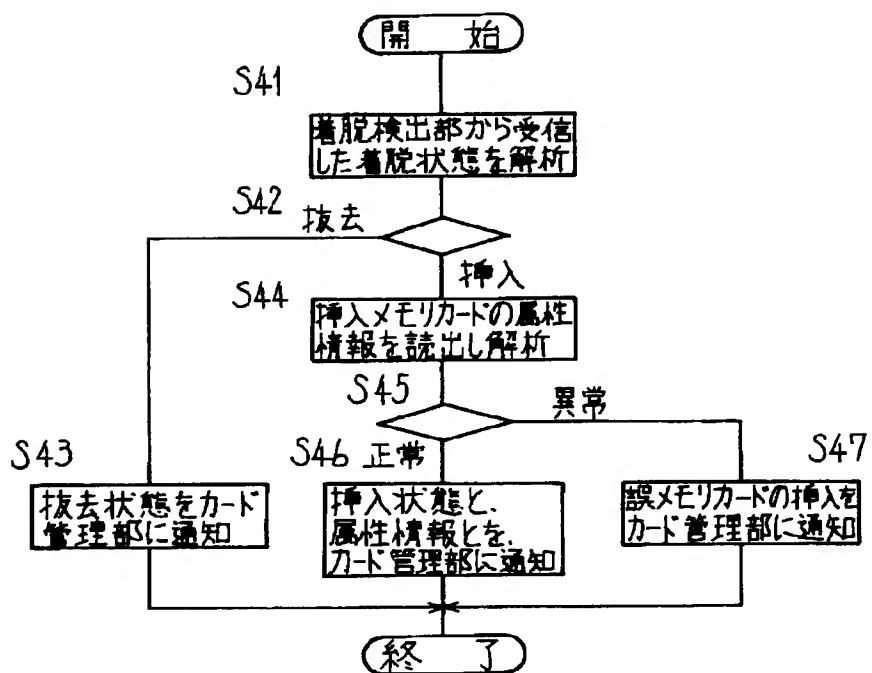 開 始
S41
着脱検出部から受信
した着脱状態を解析
S42
抜去
挿入
S44
挿入メモリカードの属性
情報を読出し解析
S45
異常
S43
S46 正常
S47
抜去状態をカード
管理部に通知
挿入状態と、
属性情報とを、
カード管理部に通知
誤メモリカードの挿入を
カード管理部に通知
終 了